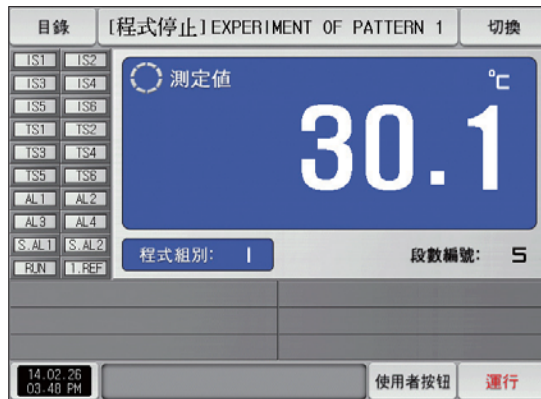 目錄
[程式停止]EXPERIMENT OF PATTERN 1
切換
IS1 IS2
IS3 IS4
IS5 IS6
TS1 TS2
TS3 TS4
TS5 TS6
AL1 AL2
AL3 AL4
S.AL1 S.AL2
RUN 1.REF
測定値
℃
30.1
程式組別: 1
段數編號: 5
14.02.26
03.48 PM
使用者按钮
運行